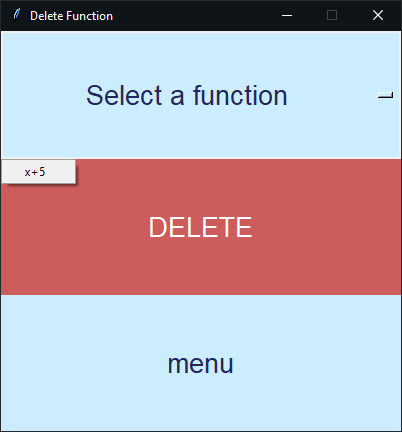 Delete Function
Select a function
x+5
DELETE
menu